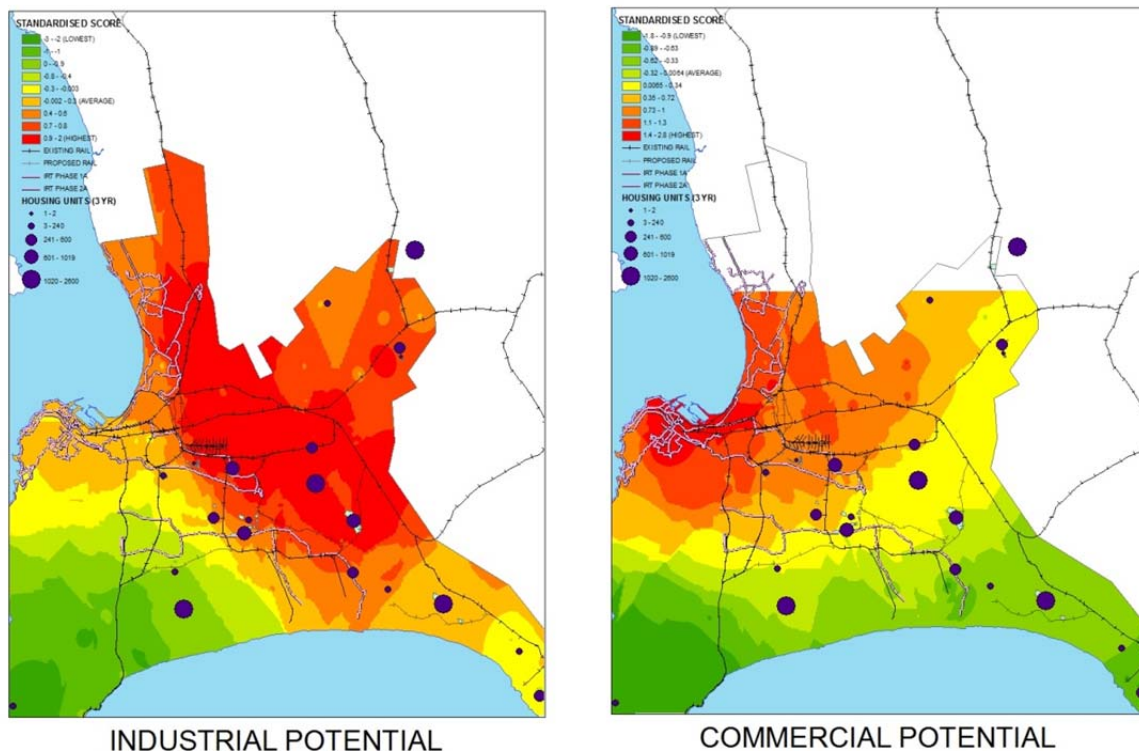 STANDARDISED SCORE
-3 - -2 (LOWEST)
-1 - -1
0 - -0.9
-0.8 - -0.4
-0.3 - -0.003
-0.002 - 0.3 (AVERAGE)
0.4 - 0.6
0.7 - 0.8
0.9 - 2 (HIGHEST)
EXISTING RAIL
PROPOSED RAIL
IRT PHASE 1A
IRT PHASE 2A
HOUSING UNITS (3 YR)
1 - 2
3 - 240
241 - 600
601 - 1019
1020 - 2600
INDUSTRIAL POTENTIAL
STANDARDISED SCORE
-1.8 - -0.9 (LOWEST)
-0.89 - -0.63
-0.62 - -0.33
-0.32 - 0.0064 (AVERAGE)
0.0065 - 0.34
0.35 - 0.72
0.73 - 1
1.1 - 1.3
1.4 - 2.8 (HIGHEST)
EXISTING RAIL
PROPOSED RAIL
IRT PHASE 1A
IRT PHASE 2A
HOUSING UNITS (3 YR)
1 - 2
3 - 240
241 - 600
601 - 1019
1020 - 2600
COMMERCIAL POTENTIAL